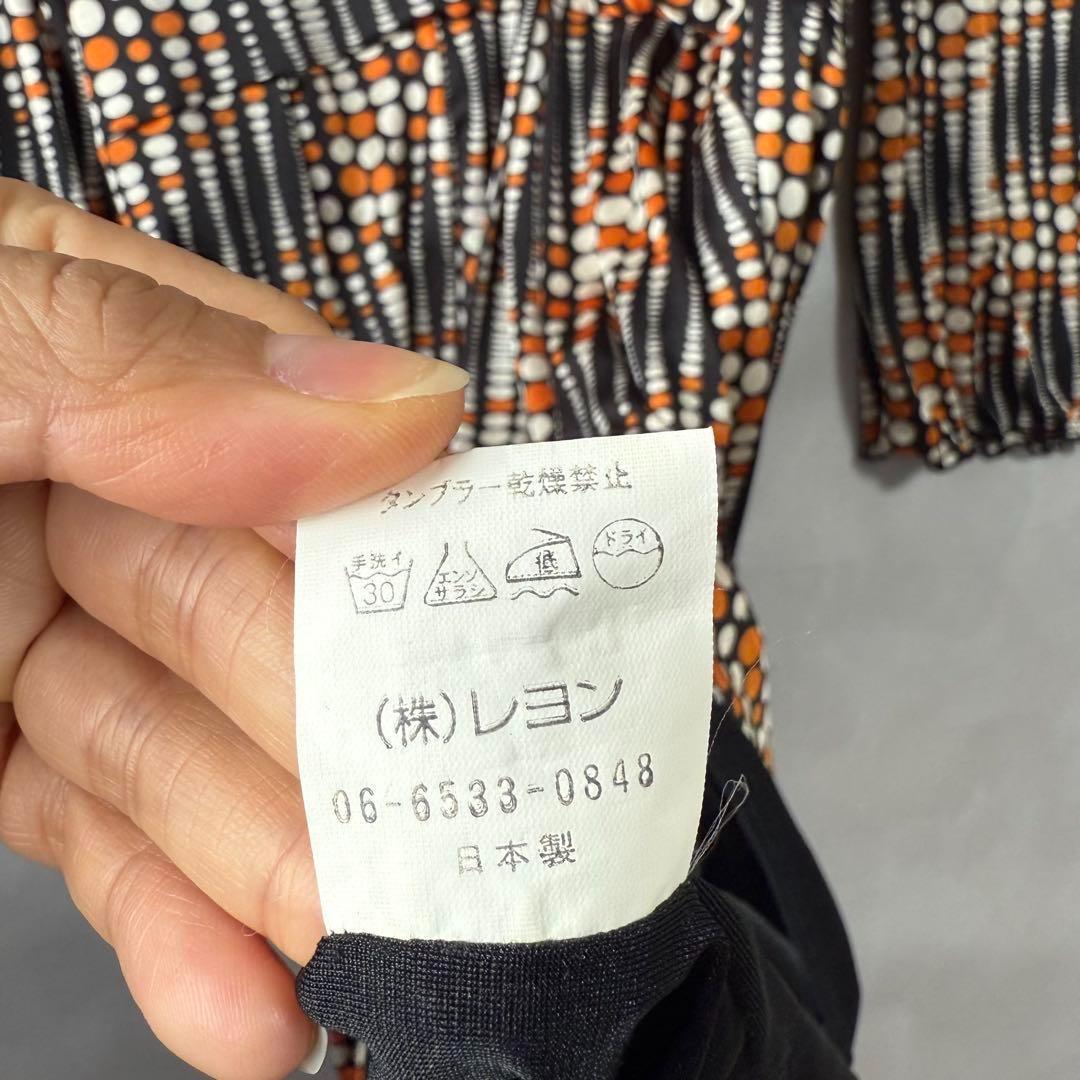 タンブラー乾燥禁止
手洗イ 30 エンソサラシ 低 ドライ
(株)レヨン
06-6533-0848
日本製